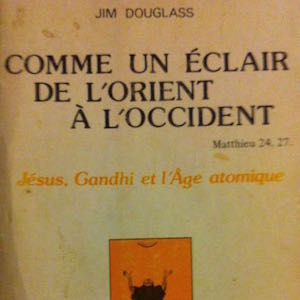 JIM DOUGLASS
COMME UN ÉCLAIR
DE L'ORIENT
À L'OCCIDENT
Matthieu 24, 27.
Jésus, Gandhi et l'Âge atomique